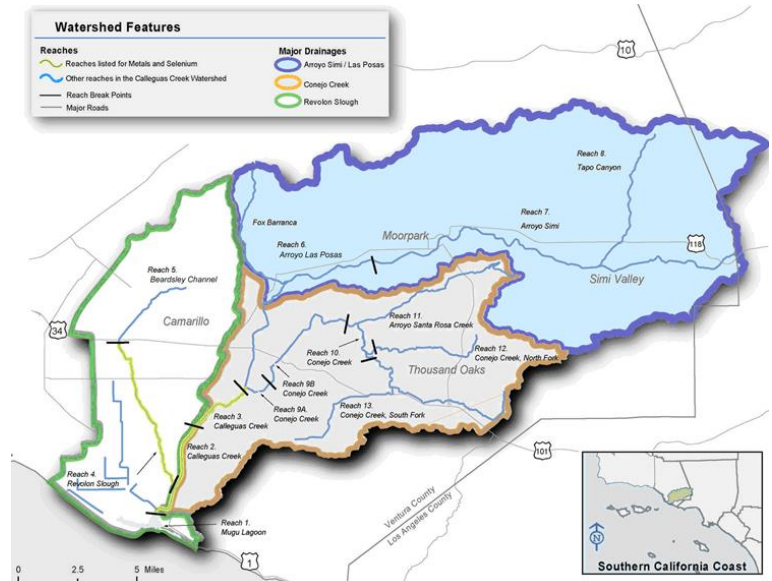 Watershed Features
Reaches
Reaches listed for Metals and Selenium
Other reaches in the Calleguas Creek Watershed
Reach Break Points
Major Roads
Major Drainages
Arroyo Simi / Las Posas
Conejo Creek
Revolon Slough
10
Reach 8.
Tapo Canyon
Fox Barranca
Moorpark
Reach 7.
Arroyo Simi
Reach 6.
Arroyo Las Posas
118
Simi Valley
Reach 5.
Beardsley Channel
Camarillo
34
Reach 11.
Arroyo Santa Rosa Creek
Reach 10.
Conejo Creek
Reach 12.
Conejo Creek, North Fork
Thousand Oaks
Reach 9B
Conejo Creek
Reach 9A.
Conejo Creek
Reach 13.
Conejo Creek, South Fork
Reach 3.
Calleguas Creek
Reach 2.
Calleguas Creek
101
Reach 4.
Revolon Slough
Reach 1.
Mugu Lagoon
1
Ventura County
Los Angeles County
0 2.5 5 Miles
N
Southern California Coast